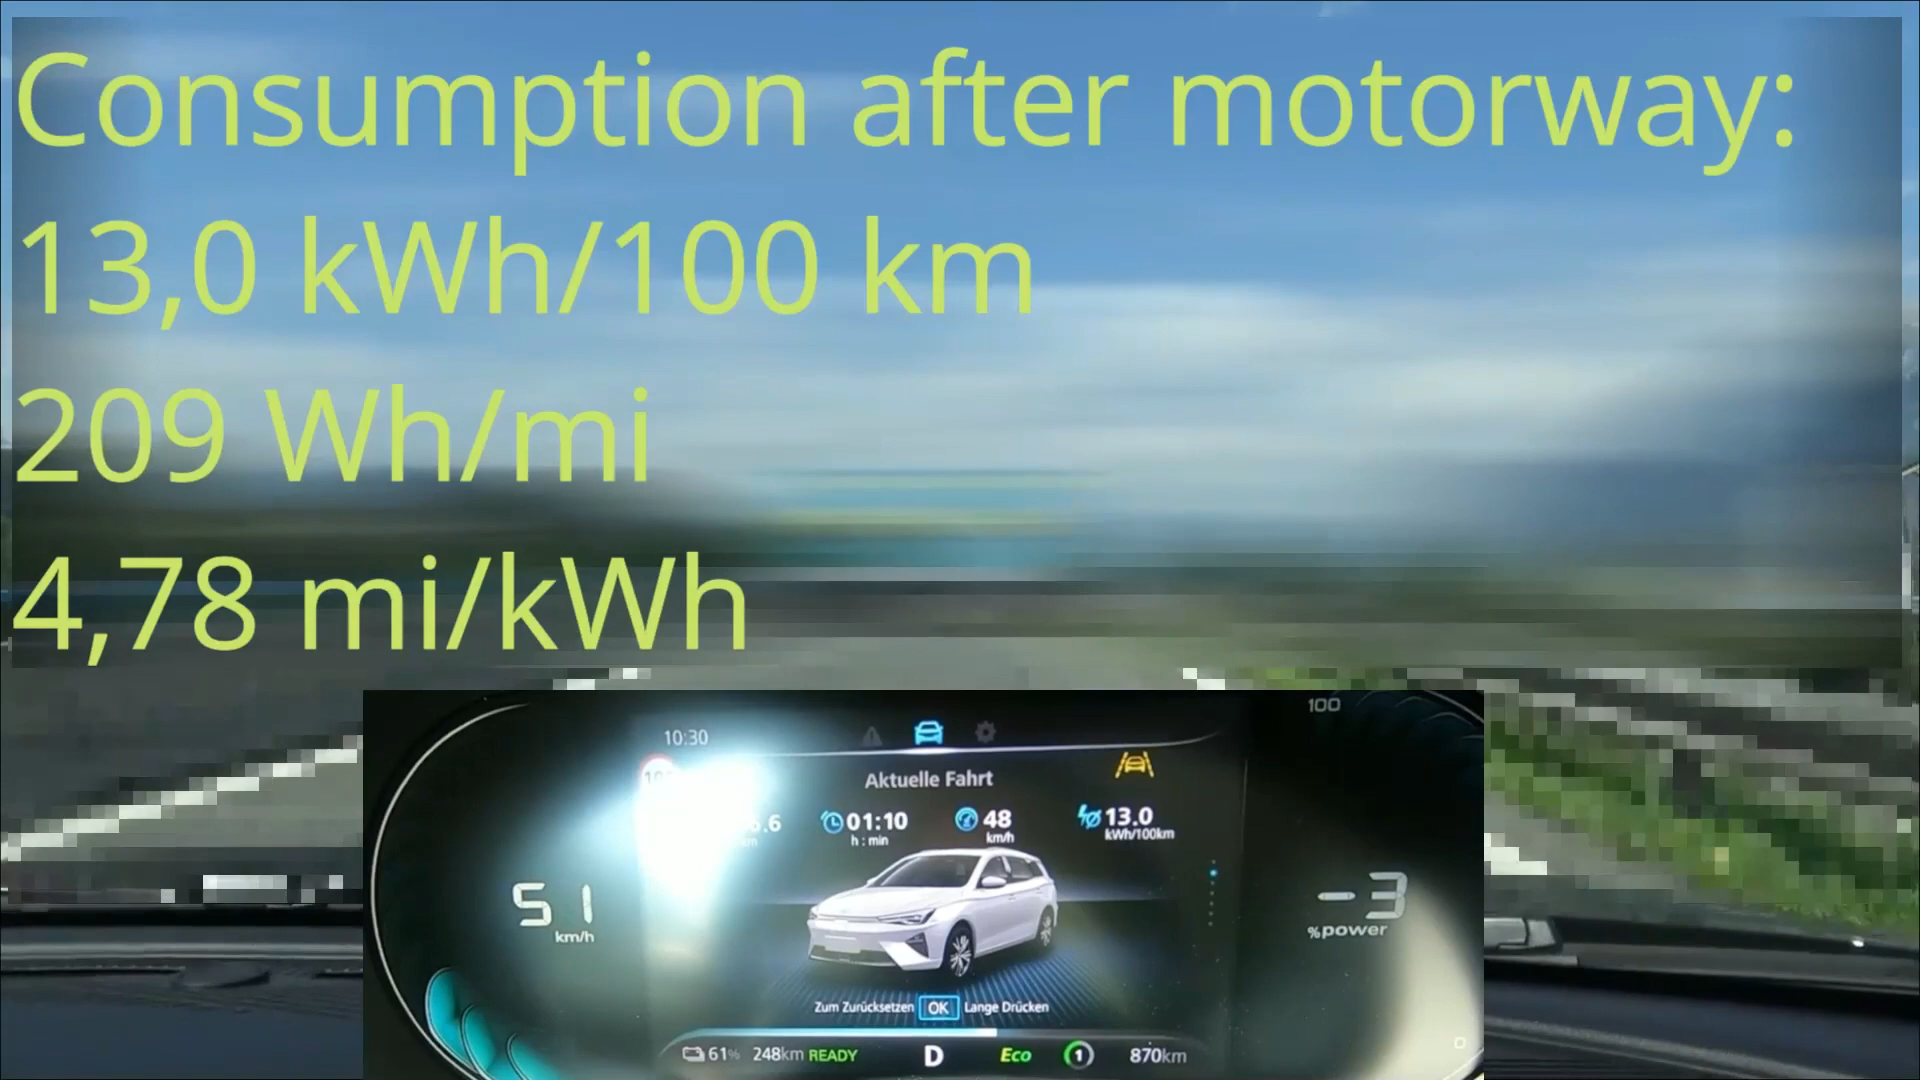 Consumption after motorway:
13,0 kWh/100 km
209 Wh/mi
4,78 mi/kWh
100
10:30
Aktuelle Fahrt
01:10
h : min
48
km/h
13.0
kWh/100km
51
km/h
-3
%power
Zum Zurücksetzen OK Lange Drücken
61% 248km READY D Eco 1 870km